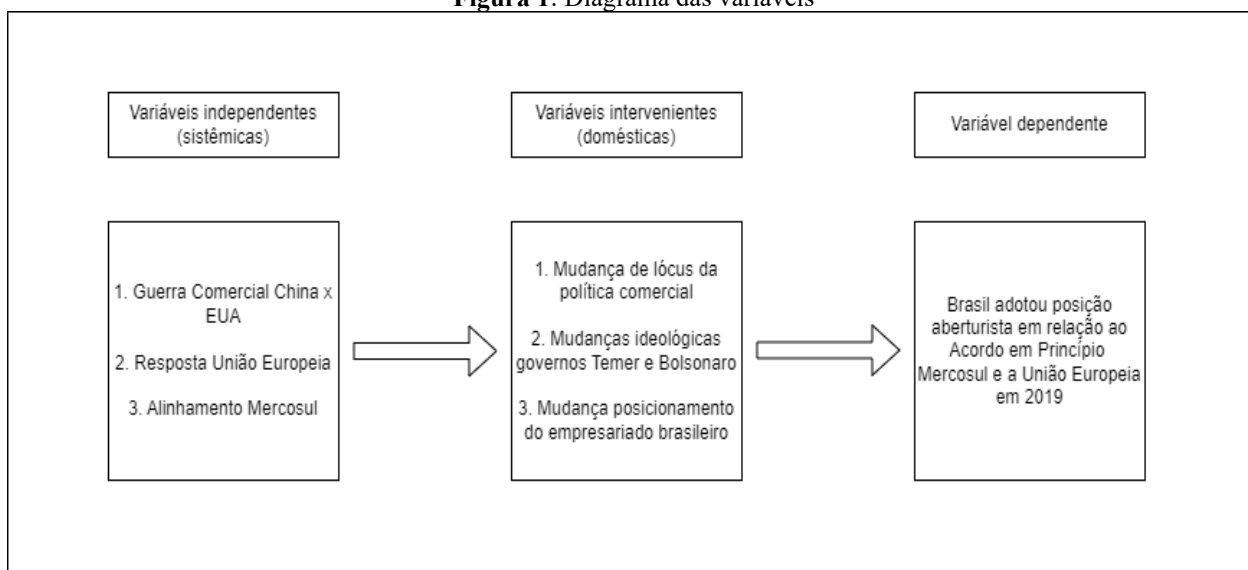 Figura 1. Diagrama das variáveis
Variáveis independentes
(sistêmicas)
Variáveis intervenientes
(domésticas)
Variável dependente
1. Guerra Comercial China x
EUA
2. Resposta União Europeia
3. Alinhamento Mercosul
1. Mudança de lócus da
política comercial
2. Mudanças ideológicas
governos Temer e Bolsonaro
3. Mudança posicionamento
do empresariado brasileiro
Brasil adotou posição
aberturista em relação ao
Acordo em Princípio
Mercosul e a União Europeia
em 2019